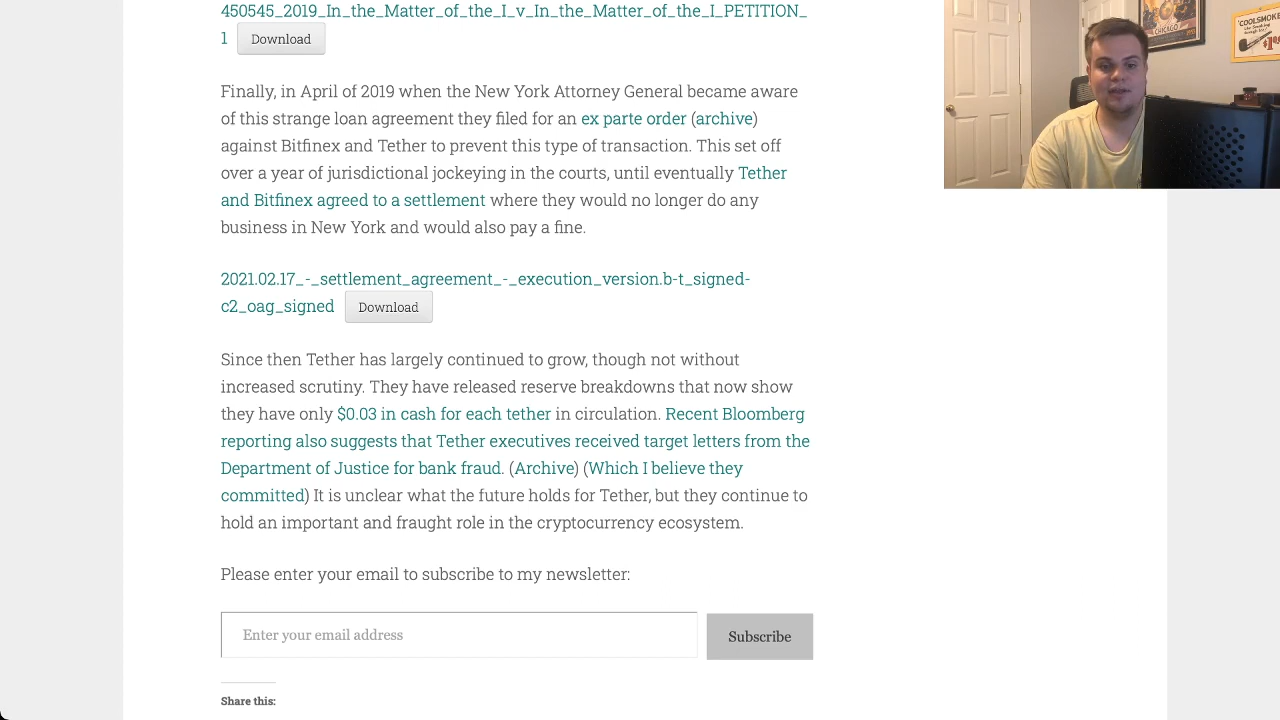 450545_2019_In_the_Matter_of_the_I_v_In_the_Matter_of_the_I_PETITION_
1 Download
Finally, in April of 2019 when the New York Attorney General became aware
of this strange loan agreement they filed for an ex parte order (archive)
against Bitfinex and Tether to prevent this type of transaction. This set off
over a year of jurisdictional jockeying in the courts, until eventually Tether
and Bitfinex agreed to a settlement where they would no longer do any
business in New York and would also pay a fine.
2021.02.17_-_settlement_agreement_-_execution_version.b-t_signed-
c2_oag_signed Download
Since then Tether has largely continued to grow, though not without
increased scrutiny. They have released reserve breakdowns that now show
they have only $0.03 in cash for each tether in circulation. Recent Bloomberg
reporting also suggests that Tether executives received target letters from the
Department of Justice for bank fraud. (Archive) (Which I believe they
committed) It is unclear what the future holds for Tether, but they continue to
hold an important and fraught role in the cryptocurrency ecosystem.
Please enter your email to subscribe to my newsletter:
Enter your email address
Subscribe
Share this:
CHICAGO
"COOLSMOKE"